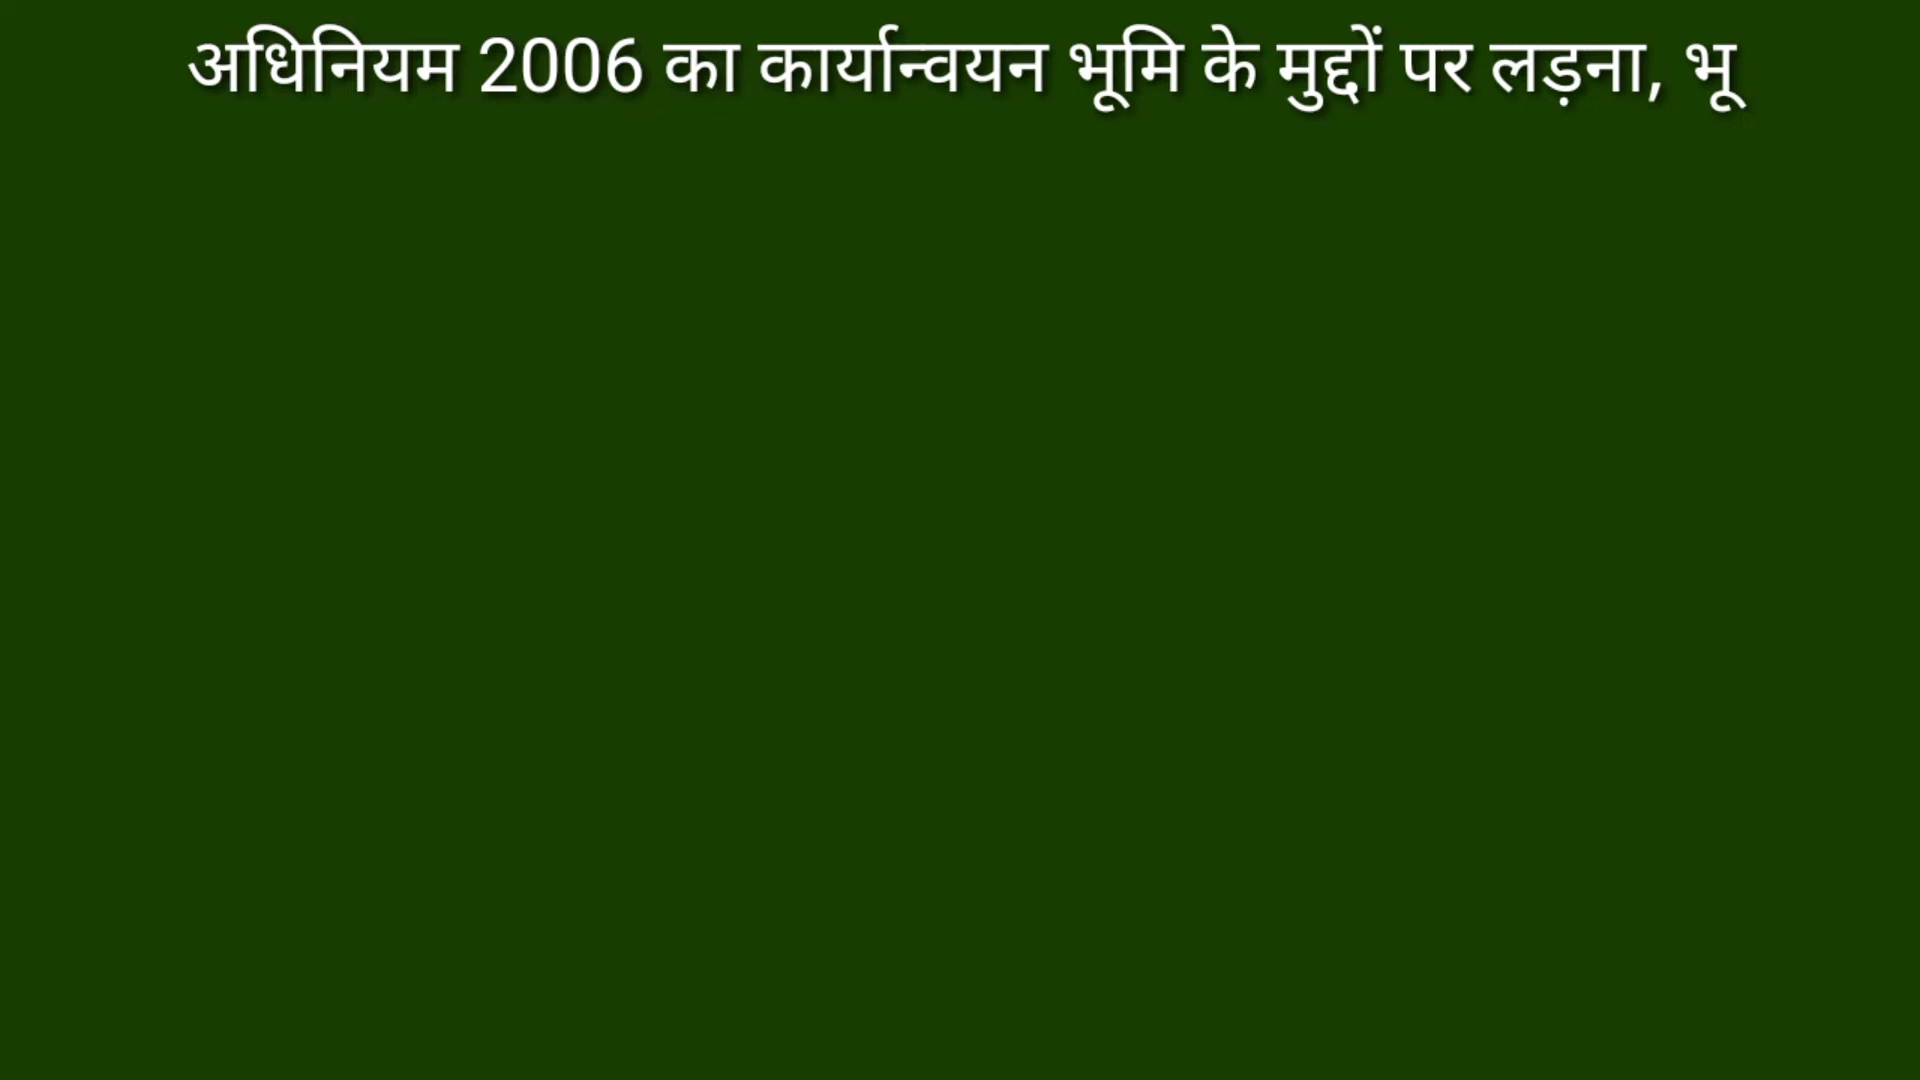 अधिनियम 2006 का कार्यान्वयन भूमि के मुद्दों पर लड़ना, भू